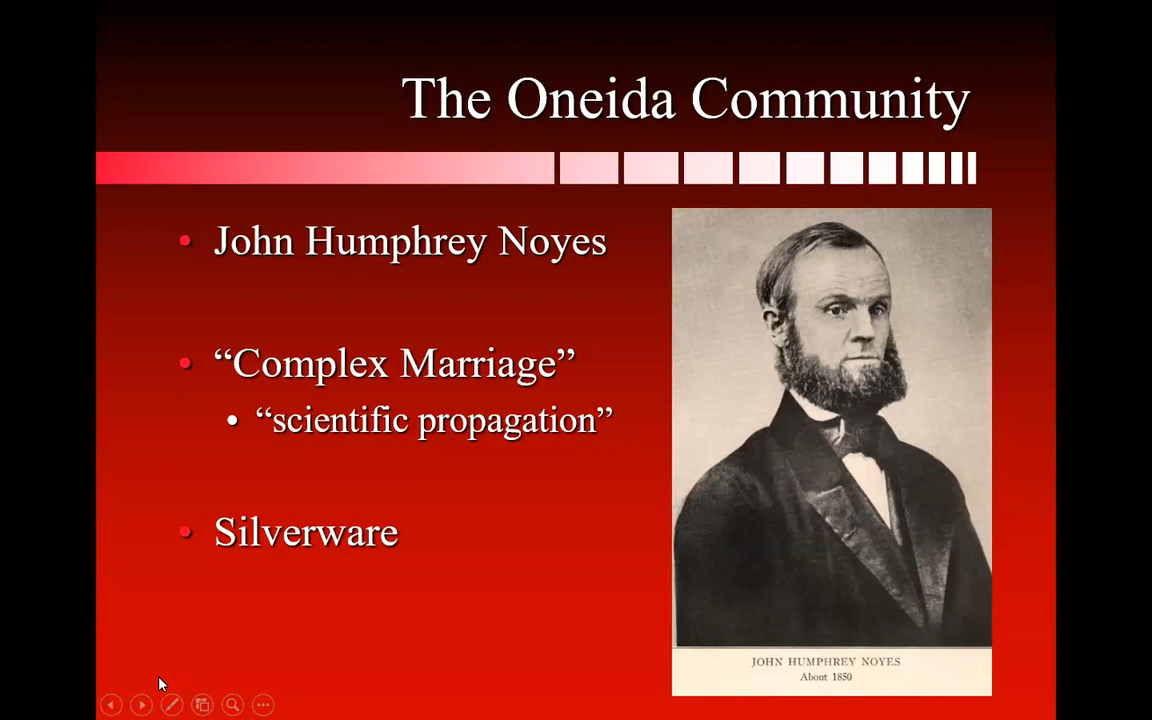 The Oneida Community
• John Humphrey Noyes
• “Complex Marriage”
• “scientific propagation”
• Silverware
JOHN HUMPHREY NOYES
About 1850